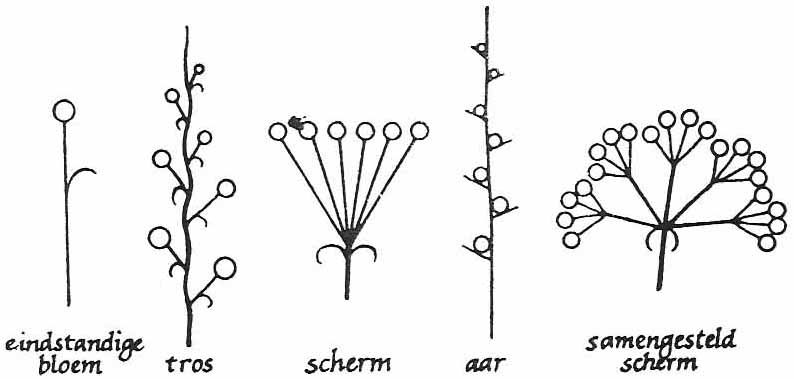 eindstandige
bloem
tros
scherm
aar
samengesteld
scherm